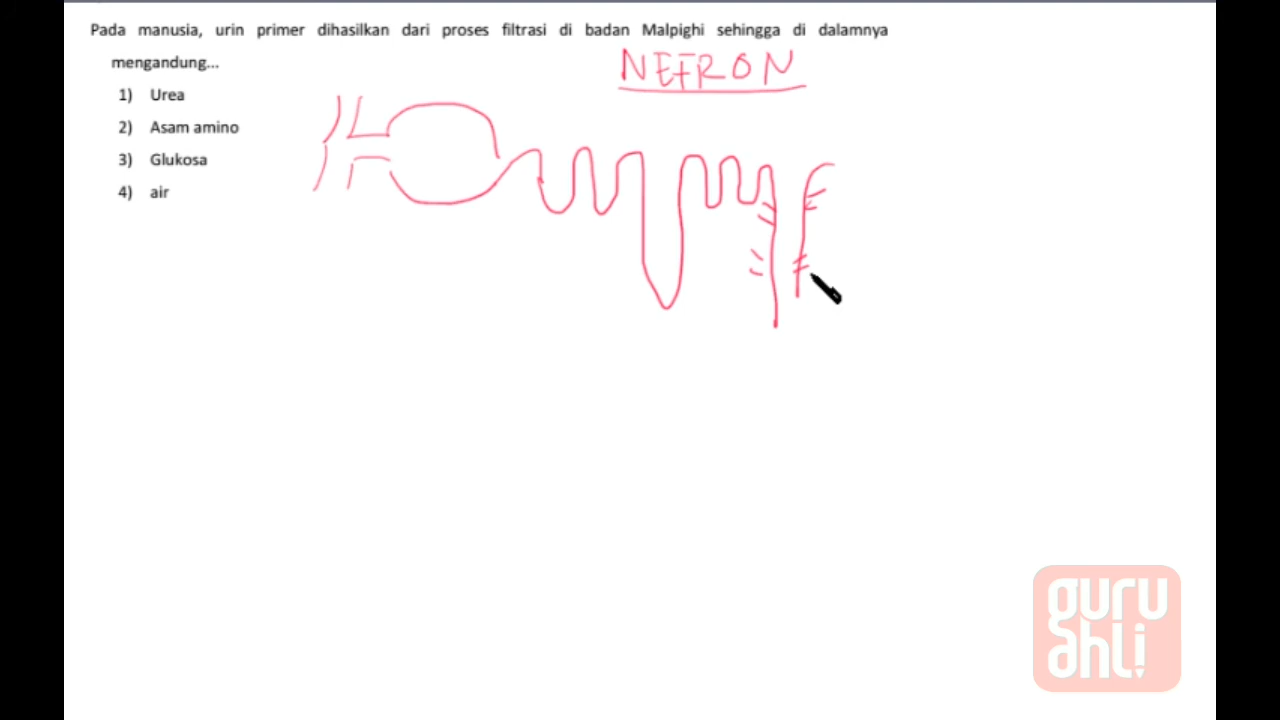 Pada manusia, urin primer dihasilkan dari proses filtrasi di badan Malpighi sehingga di dalamnya
mengandung...
NEFRON
1) Urea
2) Asam amino
3) Glukosa
4) air
guru
ahli